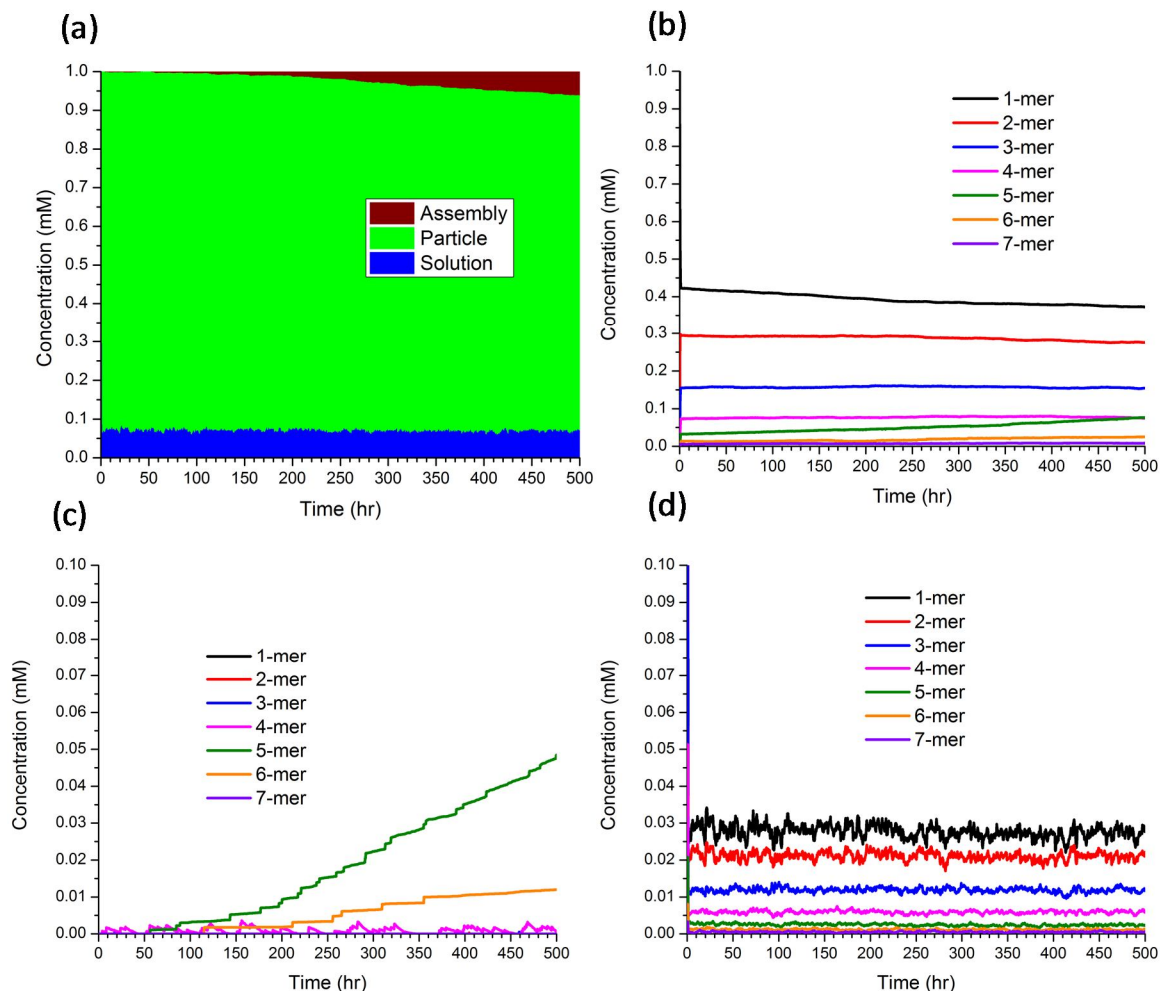 (a)
Concentration (mM)
1.0
0.9
0.8
0.7
0.6
0.5
0.4
0.3
0.2
0.1
0.0
Assembly
Particle
Solution
0 50 100 150 200 250 300 350 400 450 500
Time (hr)
(b)
Concentration (mM)
1.0
0.9
0.8
0.7
0.6
0.5
0.4
0.3
0.2
0.1
0.0
1-mer
2-mer
3-mer
4-mer
5-mer
6-mer
7-mer
0 50 100 150 200 250 300 350 400 450 500
Time (hr)
(c)
Concentration (mM)
0.10
0.09
0.08
0.07
0.06
0.05
0.04
0.03
0.02
0.01
0.00
1-mer
2-mer
3-mer
4-mer
5-mer
6-mer
7-mer
0 50 100 150 200 250 300 350 400 450 500
Time (hr)
(d)
Concentration (mM)
0.10
0.09
0.08
0.07
0.06
0.05
0.04
0.03
0.02
0.01
0.00
1-mer
2-mer
3-mer
4-mer
5-mer
6-mer
7-mer
0 50 100 150 200 250 300 350 400 450 500
Time (hr)